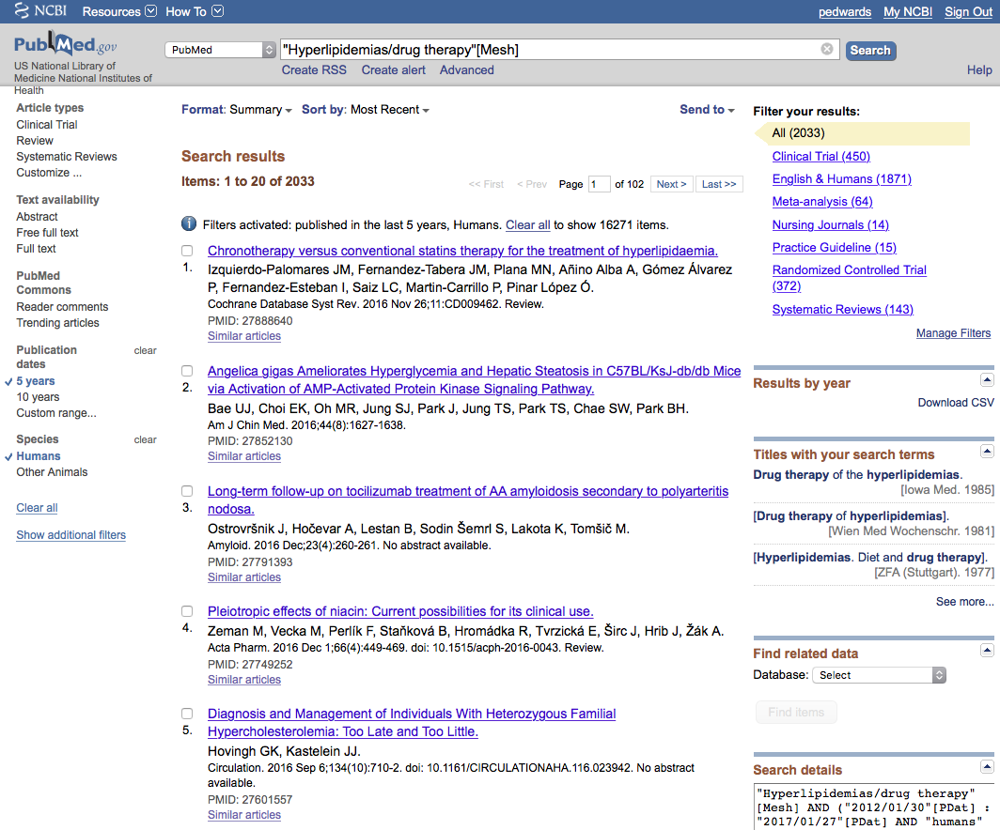 NCBI Resources How To pedwards My NCBI Sign Out
PubMed.gov
US National Library of
Medicine National Institutes of
Health
PubMed "Hyperlipidemias/drug therapy"[Mesh] Search
Create RSS Create alert Advanced Help
Article types
Clinical Trial
Review
Systematic Reviews
Customize ...
Text availability
Abstract
Free full text
Full text
PubMed
Commons
Reader comments
Trending articles
Publication
dates clear
5 years
10 years
Custom range...
Species clear
Humans
Other Animals
Clear all
Show additional filters
Format: Summary Sort by: Most Recent Send to
Search results
Items: 1 to 20 of 2033
<< First < Prev Page 1 of 102 Next > Last >>
Filters activated: published in the last 5 years, Humans. Clear all to show 16271 items.
Chronotherapy versus conventional statins therapy for the treatment of hyperlipidaemia.
1. Izquierdo-Palomares JM, Fernandez-Tabera JM, Plana MN, Añino Alba A, Gómez Álvarez
P, Fernandez-Esteban I, Saiz LC, Martin-Carrillo P, Pinar López Ó.
Cochrane Database Syst Rev. 2016 Nov 26;11:CD009462. Review.
PMID: 27888640
Similar articles
Angelica gigas Ameliorates Hyperglycemia and Hepatic Steatosis in C57BL/KsJ-db/db Mice
2. via Activation of AMP-Activated Protein Kinase Signaling Pathway.
Bae UJ, Choi EK, Oh MR, Jung SJ, Park J, Jung TS, Park TS, Chae SW, Park BH.
Am J Chin Med. 2016;44(8):1627-1638.
PMID: 27852130
Similar articles
Long-term follow-up on tocilizumab treatment of AA amyloidosis secondary to polyarteritis
3. nodosa.
Ostrovršnik J, Hočevar A, Lestan B, Sodin Šemrl S, Lakota K, Tomšič M.
Amyloid. 2016 Dec;23(4):260-261. No abstract available.
PMID: 27791393
Similar articles
Pleiotropic effects of niacin: Current possibilities for its clinical use.
4. Zeman M, Vecka M, Perlík F, Staňková B, Hromádka R, Tvrzická E, Širc J, Hrib J, Žák A.
Acta Pharm. 2016 Dec 1;66(4):449-469. doi: 10.1515/acph-2016-0043. Review.
PMID: 27749252
Similar articles
Diagnosis and Management of Individuals With Heterozygous Familial
5. Hypercholesterolemia: Too Late and Too Little.
Hovingh GK, Kastelein JJ.
Circulation. 2016 Sep 6;134(10):710-2. doi: 10.1161/CIRCULATIONAHA.116.023942. No abstract
available.
PMID: 27601557
Similar articles
Filter your results:
All (2033)
Clinical Trial (450)
English & Humans (1871)
Meta-analysis (64)
Nursing Journals (14)
Practice Guideline (15)
Randomized Controlled Trial
(372)
Systematic Reviews (143)
Manage Filters
Results by year
Download CSV
Titles with your search terms
Drug therapy of the hyperlipidemias.
[Iowa Med. 1985]
[Drug therapy of hyperlipidemias].
[Wien Med Wochenschr. 1981]
[Hyperlipidemias. Diet and drug therapy].
[ZFA (Stuttgart). 1977]
See more...
Find related data
Database: Select
Find items
Search details
"Hyperlipidemias/drug therapy"
[Mesh] AND ("2012/01/30"[PDat] :
"2017/01/27"[PDat] AND "humans"